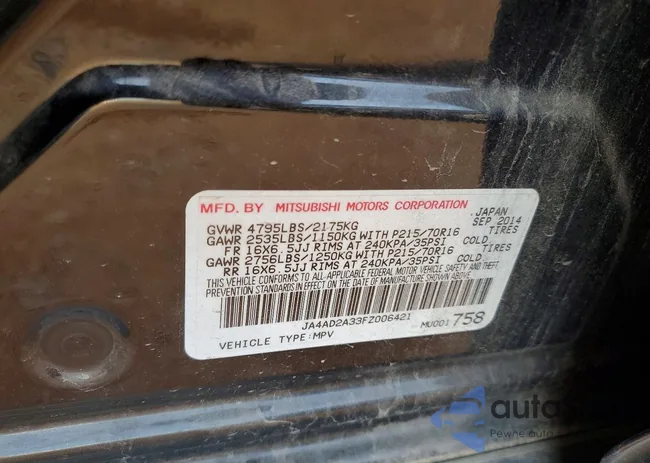 MFD. BY MITSUBISHI MOTORS CORPORATION JAPAN
GVWR 4795LBS/2175KG SEP 2014
GAWR 2535LBS/1150KG WITH P215/70R16 TIRES
FR 16X6.5JJ RIMS AT 240KPA/35PSI COLD
GAWR 2756LBS/1250KG WITH P215/70R16 TIRES
RR 16X6.5JJ RIMS AT 240KPA/35PSI COLD
THIS VEHICLE CONFORMS TO ALL APPLICABLE FEDERAL MOTOR VEHICLE SAFETY AND THEFT
PREVENTION STANDARDS IN EFFECT ON THE DATE OF MANUFACTURE SHOWN ABOVE.
JA4AD2A33FZ006421
VEHICLE TYPE:MPV MU001 758
Pewne auto